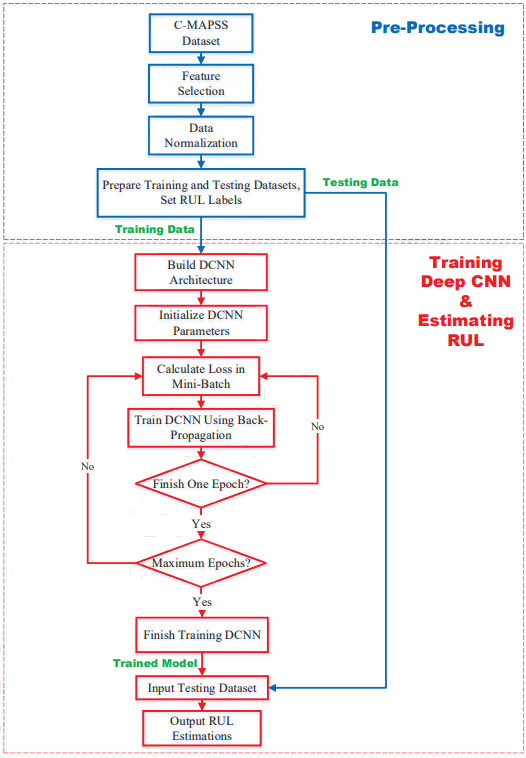 C-MAPSS
Dataset
Pre-Processing
Feature
Selection
Data
Normalization
Prepare Training and Testing Datasets,
Set RUL Labels
Testing Data
Training Data
Build DCNN
Architecture
Training
Deep CNN
&
Estimating
RUL
Initialize DCNN
Parameters
Calculate Loss in
Mini-Batch
Train DCNN Using Back-
Propagation
No
No
Finish One Epoch?
Yes
Maximum Epochs?
Yes
Finish Training DCNN
Trained Model
Input Testing Dataset
Output RUL
Estimations